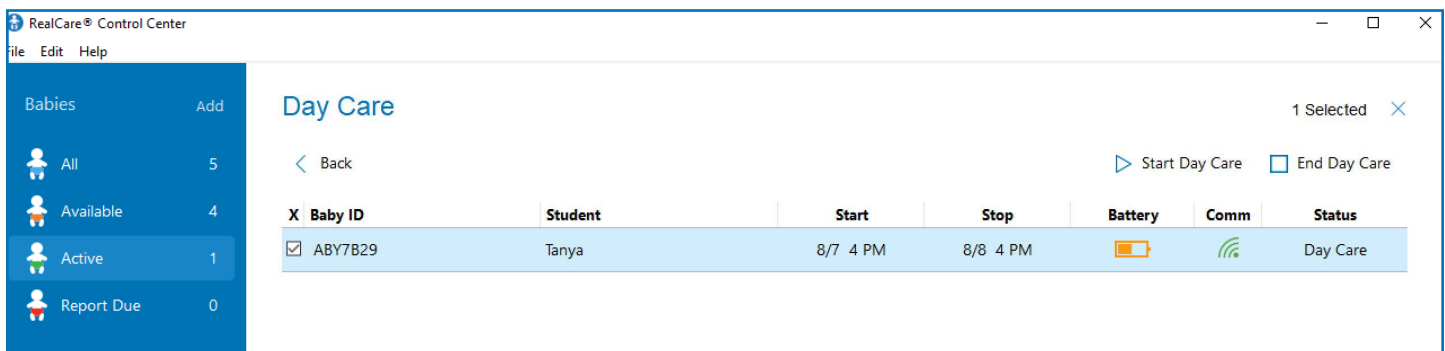 RealCare® Control Center
File Edit Help
Babies Add
All 5
Available 4
Active 1
Report Due 0
Day Care
1 Selected
Back
Start Day Care End Day Care
X Baby ID Student Start Stop Battery Comm Status
ABY7B29 Tanya 8/7 4 PM 8/8 4 PM Day Care